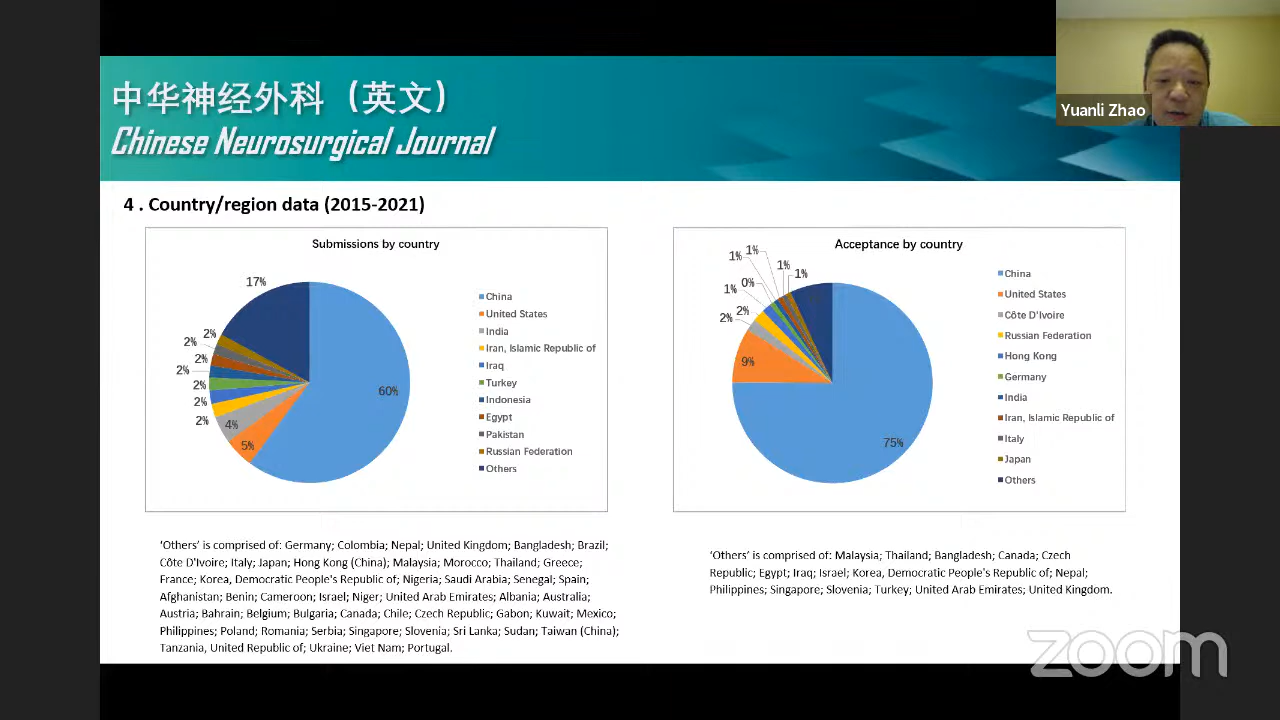 中华神经外科（英文）
Chinese Neurosurgical Journal
Yuanli Zhao
4 . Country/region data (2015-2021)
Submissions by country
17%
2%
2%
2%
2%
2%
2%
2%
4%
5%
60%
China
United States
India
Iran, Islamic Republic of
Iraq
Turkey
Indonesia
Egypt
Pakistan
Russian Federation
Others
Acceptance by country
1%
1%
1%
1%
0%
1%
2%
2%
9%
75%
China
United States
Côte D'Ivoire
Russian Federation
Hong Kong
Germany
India
Iran, Islamic Republic of
Italy
Japan
Others
‘Others’ is comprised of: Germany; Colombia; Nepal; United Kingdom; Bangladesh; Brazil;
Côte D'Ivoire; Italy; Japan; Hong Kong (China); Malaysia; Morocco; Thailand; Greece;
France; Korea, Democratic People's Republic of; Nigeria; Saudi Arabia; Senegal; Spain;
Afghanistan; Benin; Cameroon; Israel; Niger; United Arab Emirates; Albania; Australia;
Austria; Bahrain; Belgium; Bulgaria; Canada; Chile; Czech Republic; Gabon; Kuwait; Mexico;
Philippines; Poland; Romania; Serbia; Singapore; Slovenia; Sri Lanka; Sudan; Taiwan (China);
Tanzania, United Republic of; Ukraine; Viet Nam; Portugal.
‘Others’ is comprised of: Malaysia; Thailand; Bangladesh; Canada; Czech
Republic; Egypt; Iraq; Israel; Korea, Democratic People's Republic of; Nepal;
Philippines; Singapore; Slovenia; Turkey; United Arab Emirates; United Kingdom.
zoom